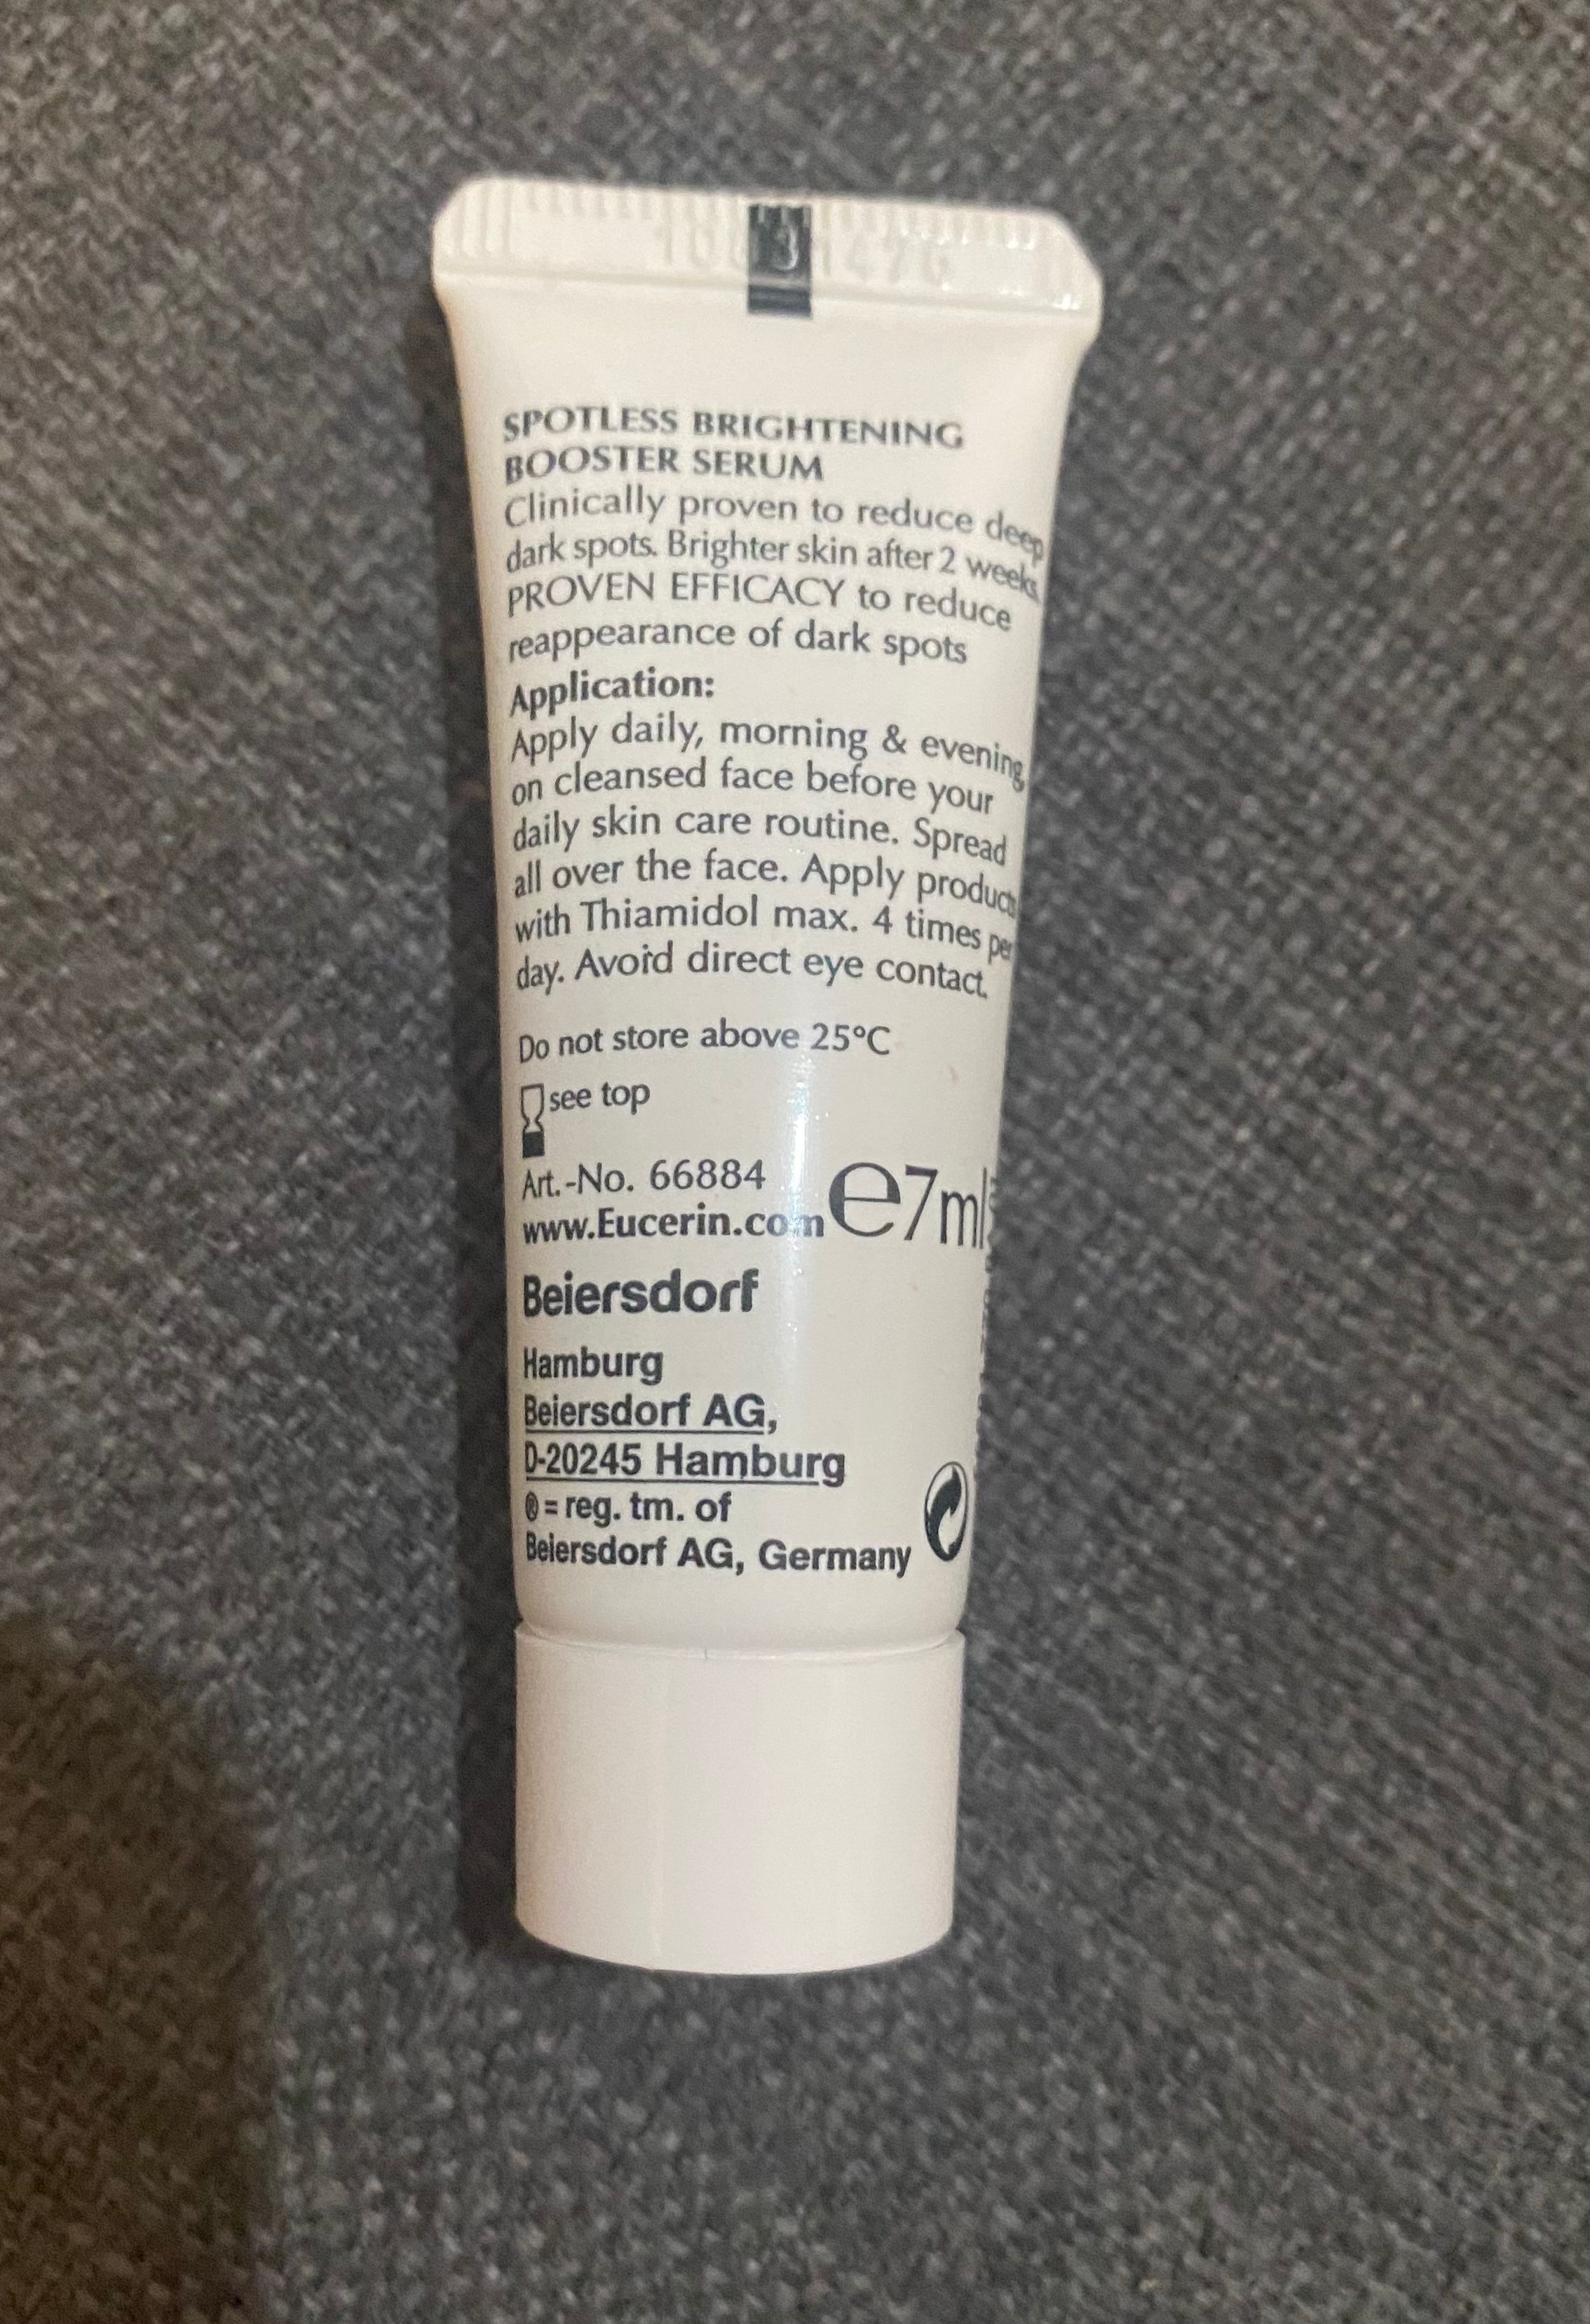 SPOTLESS BRIGHTENING
BOOSTER SERUM
Clinically proven to reduce deep
dark spots. Brighter skin after 2 weeks.
PROVEN EFFICACY to reduce
reappearance of dark spots
Application:
Apply daily, morning & evening,
on cleansed face before your
daily skin care routine. Spread
all over the face. Apply products
with Thiamidol max. 4 times per
day. Avoid direct eye contact.
Do not store above 25°C
see top
Art.-No. 66884
www.Eucerin.com ℮7ml
Beiersdorf
Hamburg
Beiersdorf AG,
D-20245 Hamburg
® = reg. tm. of
Beiersdorf AG, Germany